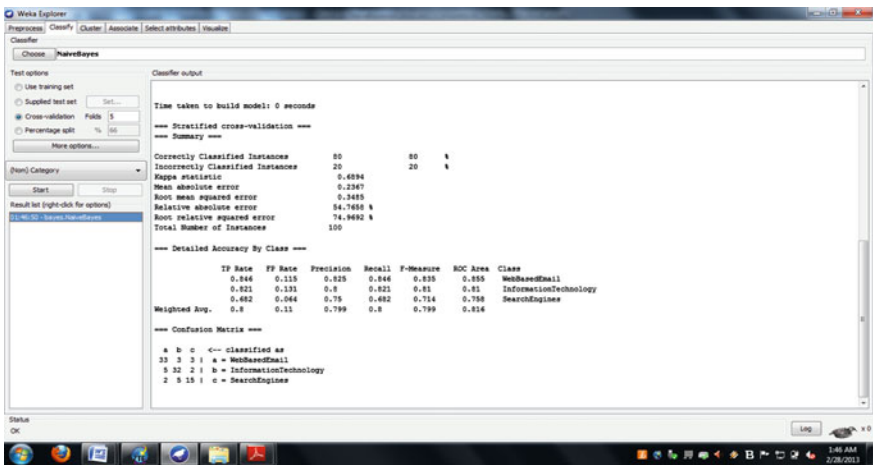 Weka Explorer
Preprocess Classify Cluster Associate Select attributes Visualize
Classifier
Choose NaiveBayes
Test options
Use training set
Supplied test set Set...
Cross-validation Folds 5
Percentage split % 66
More options...
(Nom) Category
Start Stop
Result list (right-click for options)
01:46:50 - bayes.NaiveBayes
Classifier output
Time taken to build model: 0 seconds
=== Stratified cross-validation ===
=== Summary ===
Correctly Classified Instances 80 80 %
Incorrectly Classified Instances 20 20 %
Kappa statistic 0.6894
Mean absolute error 0.2367
Root mean squared error 0.3485
Relative absolute error 54.7658 %
Root relative squared error 74.9692 %
Total Number of Instances 100
=== Detailed Accuracy By Class ===
TP Rate FP Rate Precision Recall F-Measure ROC Area Class
0.846 0.115 0.825 0.846 0.835 0.855 WebBasedEmail
0.821 0.131 0.8 0.821 0.81 0.81 InformationTechnology
0.682 0.064 0.75 0.682 0.714 0.758 SearchEngines
Weighted Avg. 0.8 0.11 0.799 0.8 0.799 0.816
=== Confusion Matrix ===
a b c <-- classified as
33 3 3 | a = WebBasedEmail
5 32 2 | b = InformationTechnology
2 5 15 | c = SearchEngines
Status
OK
Log
x 0
1:46 AM
2/28/2013